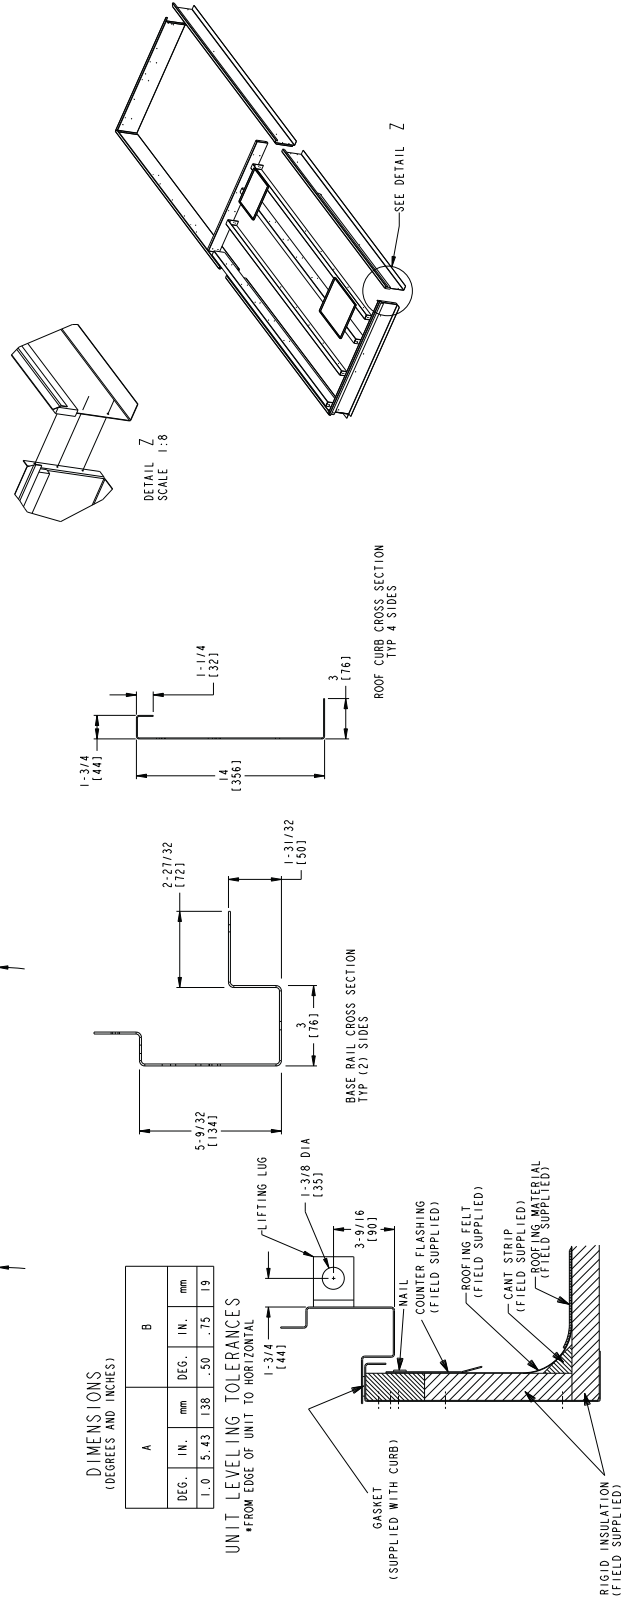 DIMENSIONS
(DEGREES AND INCHES)
A
B
DEG. IN. mm DEG. IN. mm
1.0 5.43 138 .50 .75 19
UNIT LEVELING TOLERANCES
*FROM EDGE OF UNIT TO HORIZONTAL
1-3/4
[44]
LIFTING LUG
1-3/8 DIA
[35]
3-9/16
[90]
NAIL
COUNTER FLASHING
(FIELD SUPPLIED)
ROOFING FELT
(FIELD SUPPLIED)
CANT STRIP
(FIELD SUPPLIED)
ROOFING MATERIAL
(FIELD SUPPLIED)
GASKET
(SUPPLIED WITH CURB)
RIGID INSULATION
(FIELD SUPPLIED)
5-9/32
[134]
2-27/32
[72]
1-31/32
[50]
3
[76]
BASE RAIL CROSS SECTION
TYP (2) SIDES
1-3/4
[44]
1-1/4
[32]
14
[356]
3
[76]
ROOF CURB CROSS SECTION
TYP 4 SIDES
DETAIL Z
SCALE 1:8
SEE DETAIL Z